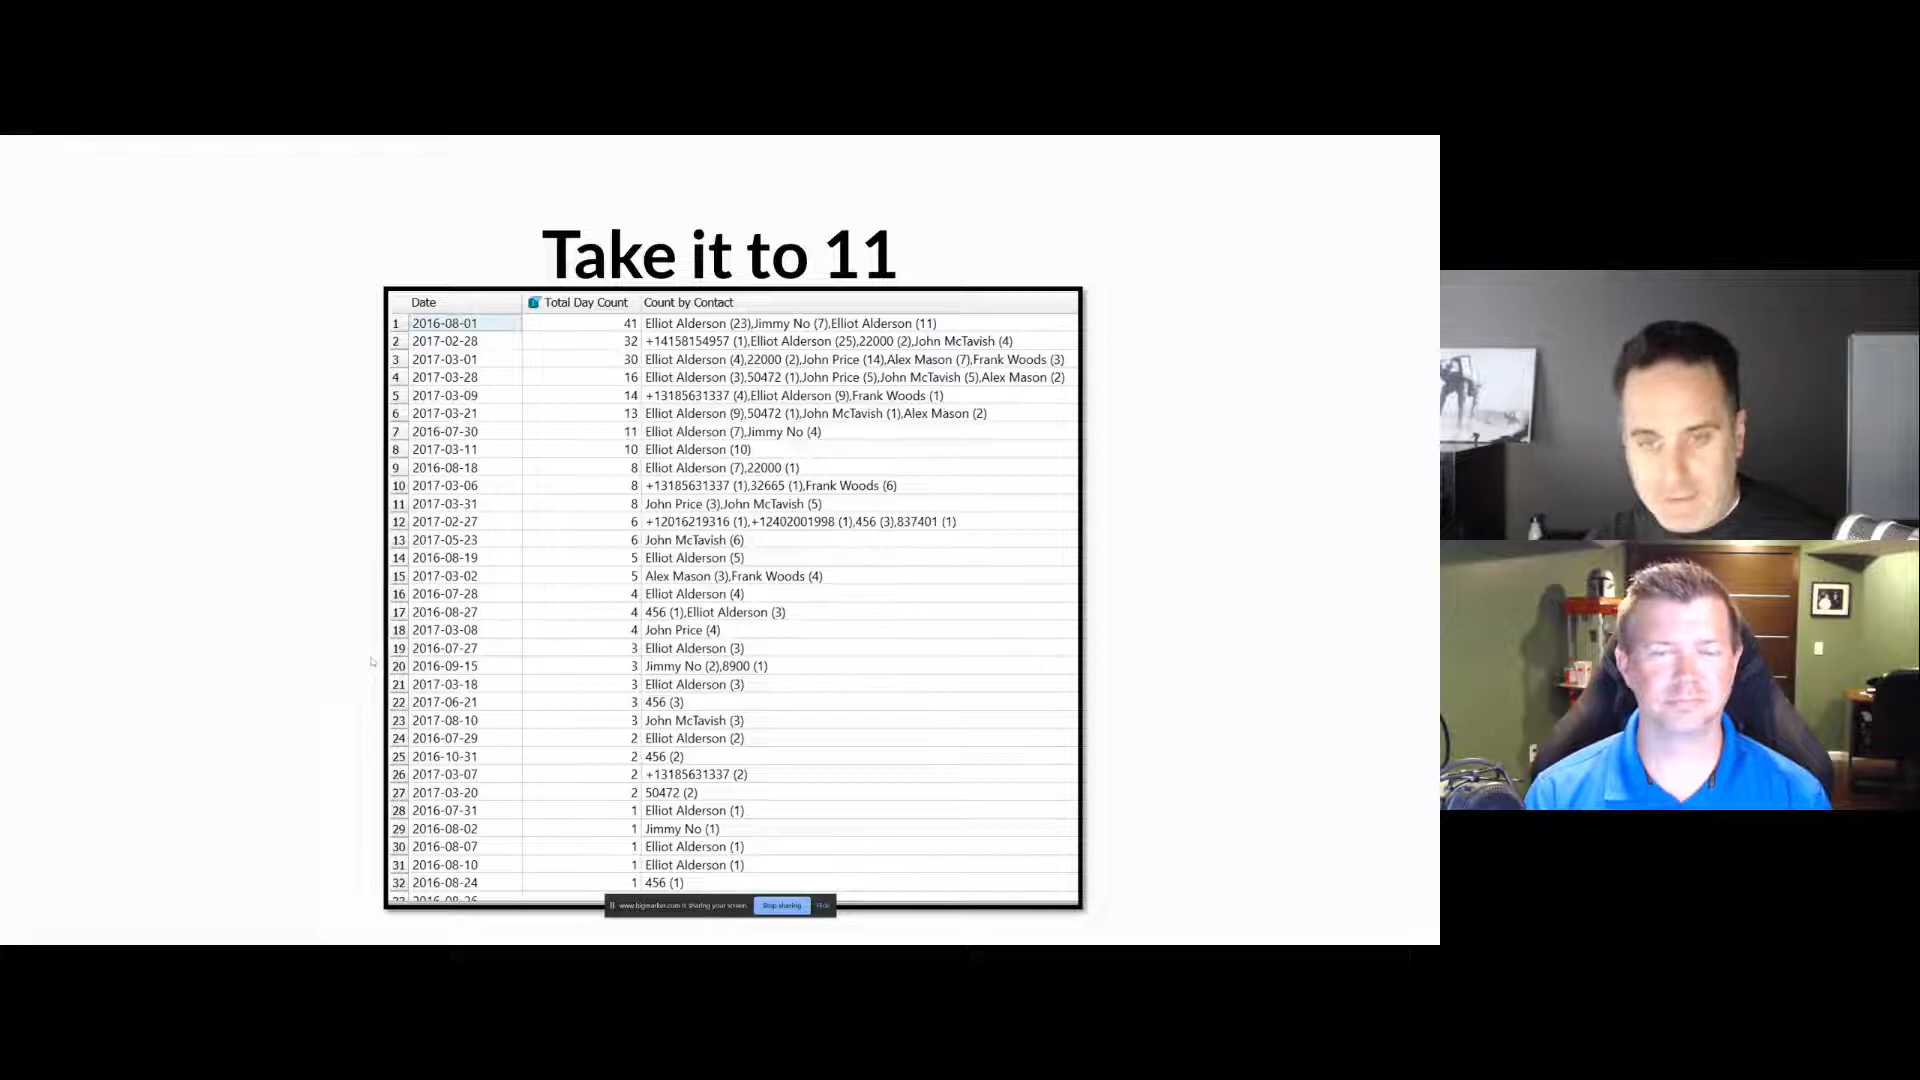 Take it to 11
Date Total Day Count Count by Contact
1 2016-08-01 41 Elliot Alderson (23),Jimmy No (7),Elliot Alderson (11)
2 2017-02-28 32 +14158154957 (1),Elliot Alderson (25),22000 (2),John McTavish (4)
3 2017-03-01 30 Elliot Alderson (4),22000 (2),John Price (14),Alex Mason (7),Frank Woods (3)
4 2017-03-28 16 Elliot Alderson (3),50472 (1),John Price (5),John McTavish (5),Alex Mason (2)
5 2017-03-09 14 +13185631337 (4),Elliot Alderson (9),Frank Woods (1)
6 2017-03-21 13 Elliot Alderson (9),50472 (1),John McTavish (1),Alex Mason (2)
7 2016-07-30 11 Elliot Alderson (7),Jimmy No (4)
8 2017-03-11 10 Elliot Alderson (10)
9 2016-08-18 8 Elliot Alderson (7),22000 (1)
10 2017-03-06 8 +13185631337 (1),32665 (1),Frank Woods (6)
11 2017-03-31 8 John Price (3),John McTavish (5)
12 2017-02-27 6 +12016219316 (1),+12402001998 (1),456 (3),837401 (1)
13 2017-05-23 6 John McTavish (6)
14 2016-08-19 5 Elliot Alderson (5)
15 2017-03-02 5 Alex Mason (3),Frank Woods (4)
16 2016-07-28 4 Elliot Alderson (4)
17 2016-08-27 4 456 (1),Elliot Alderson (3)
18 2017-03-08 4 John Price (4)
19 2016-07-27 3 Elliot Alderson (3)
20 2016-09-15 3 Jimmy No (2),8900 (1)
21 2017-03-18 3 Elliot Alderson (3)
22 2017-06-21 3 456 (3)
23 2017-08-10 3 John McTavish (3)
24 2016-07-29 2 Elliot Alderson (2)
25 2016-10-31 2 456 (2)
26 2017-03-07 2 +13185631337 (2)
27 2017-03-20 2 50472 (2)
28 2016-07-31 1 Elliot Alderson (1)
29 2016-08-02 1 Jimmy No (1)
30 2016-08-07 1 Elliot Alderson (1)
31 2016-08-10 1 Elliot Alderson (1)
32 2016-08-24 1 456 (1)
www.bigmarker.com is sharing your screen. Stop sharing Hide